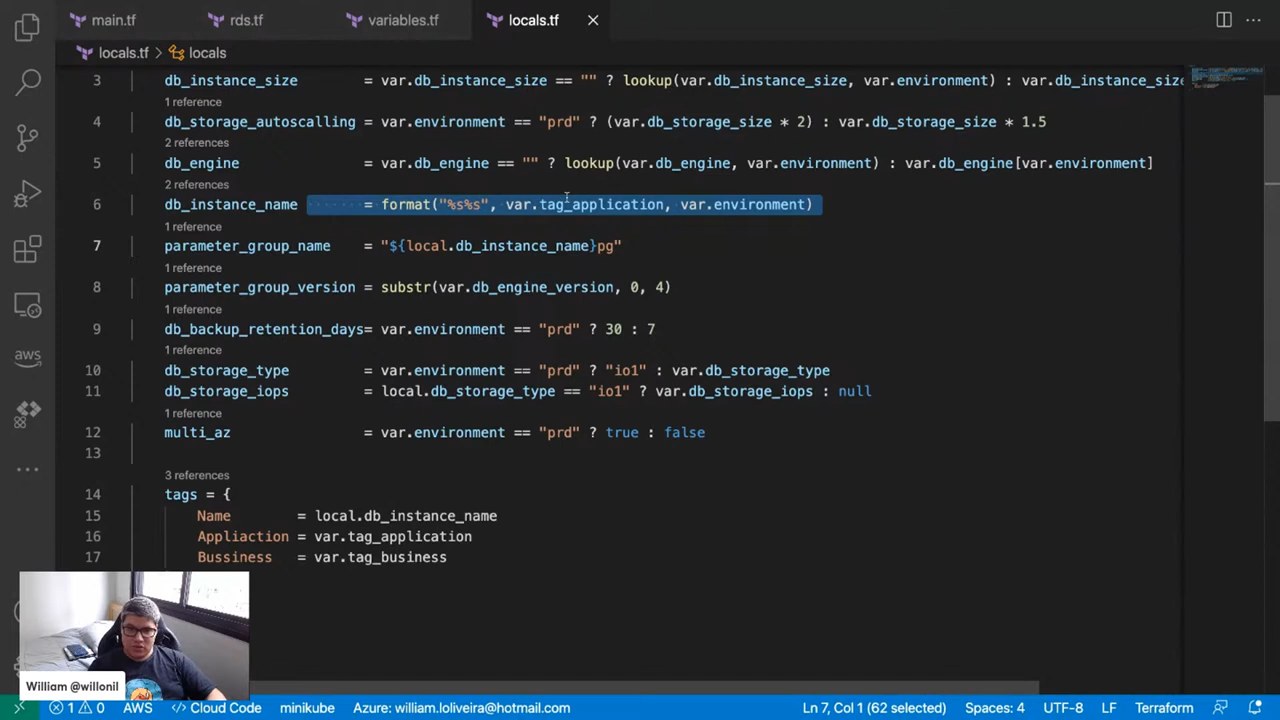 main.tf rds.tf variables.tf locals.tf
locals.tf > locals
3 db_instance_size = var.db_instance_size == "" ? lookup(var.db_instance_size, var.environment) : var.db_instance_size
1 reference
4 db_storage_autoscalling = var.environment == "prd" ? (var.db_storage_size * 2) : var.db_storage_size * 1.5
2 references
5 db_engine = var.db_engine == "" ? lookup(var.db_engine, var.environment) : var.db_engine[var.environment]
2 references
6 db_instance_name = format("%s%s", var.tag_application, var.environment)
1 reference
7 parameter_group_name = "${local.db_instance_name}pg"
1 reference
8 parameter_group_version = substr(var.db_engine_version, 0, 4)
1 reference
9 db_backup_retention_days= var.environment == "prd" ? 30 : 7
1 reference
10 db_storage_type = var.environment == "prd" ? "io1" : var.db_storage_type
11 db_storage_iops = local.db_storage_type == "io1" ? var.db_storage_iops : null
1 reference
12 multi_az = var.environment == "prd" ? true : false
13
3 references
14 tags = {
15 Name = local.db_instance_name
16 Appliaction = var.tag_application
17 Bussiness = var.tag_business
aws
William @willonil
1 0 AWS Cloud Code minikube Azure: william.loliveira@hotmail.com Ln 7, Col 1 (62 selected) Spaces: 4 UTF-8 LF Terraform